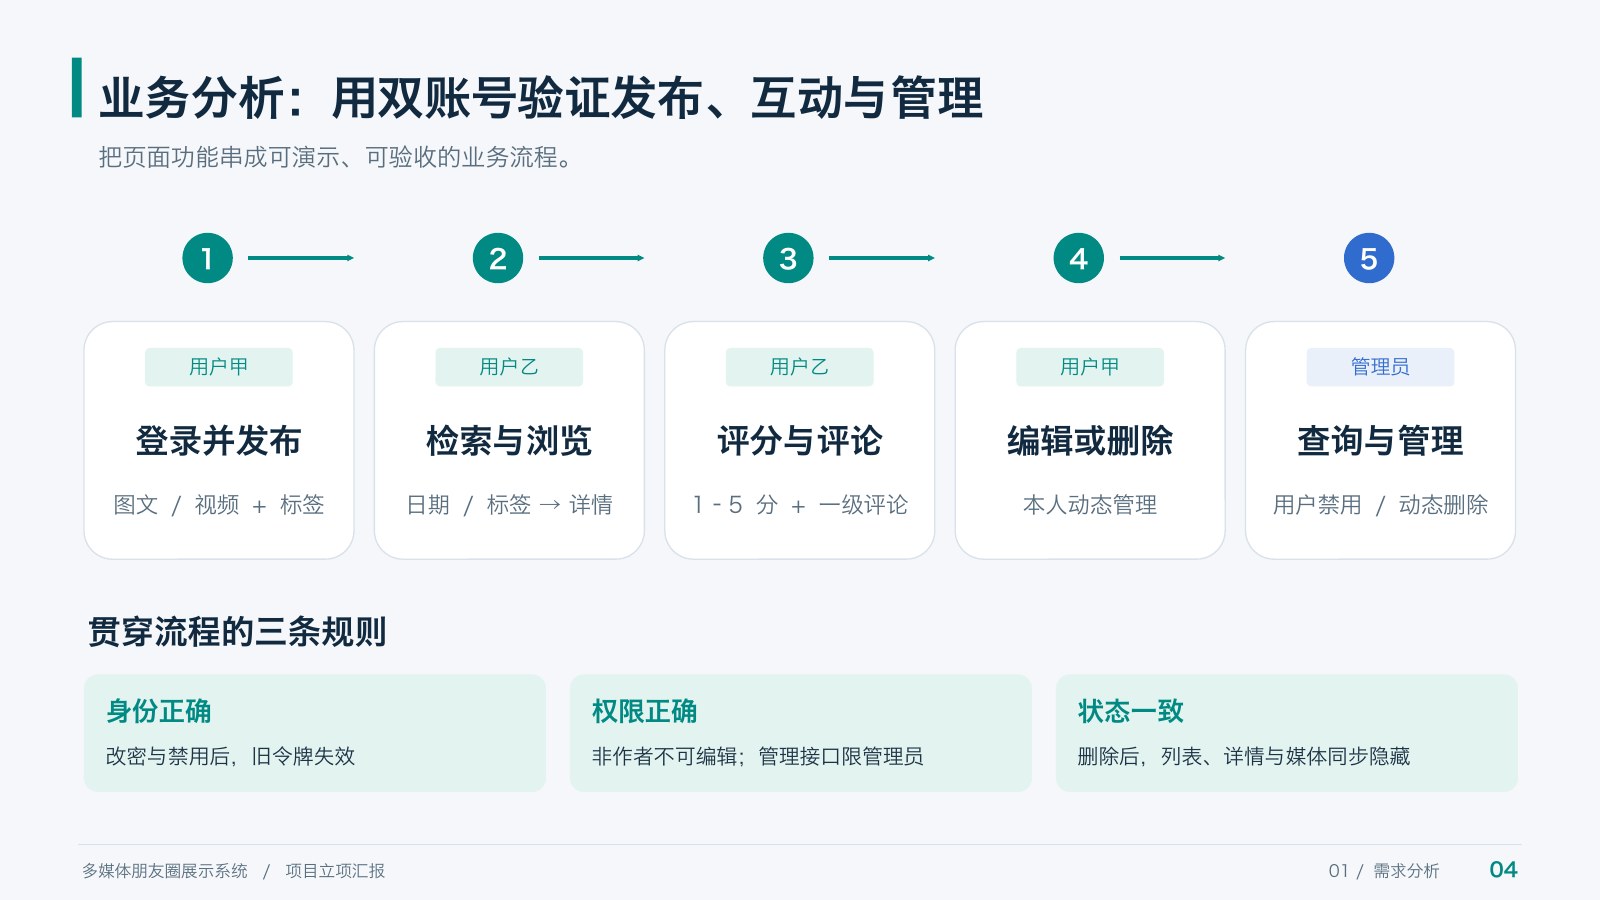 业务分析：用双账号验证发布、互动与管理
把页面功能串成可演示、可验收的业务流程。
1
2
3
4
5
用户甲
登录并发布
图文 / 视频 + 标签
用户乙
检索与浏览
日期 / 标签 → 详情
用户乙
评分与评论
1 - 5 分 + 一级评论
用户甲
编辑或删除
本人动态管理
管理员
查询与管理
用户禁用 / 动态删除
贯穿流程的三条规则
身份正确
改密与禁用后，旧令牌失效
权限正确
非作者不可编辑；管理接口限管理员
状态一致
删除后，列表、详情与媒体同步隐藏
多媒体朋友圈展示系统 / 项目立项汇报
01 / 需求分析
04